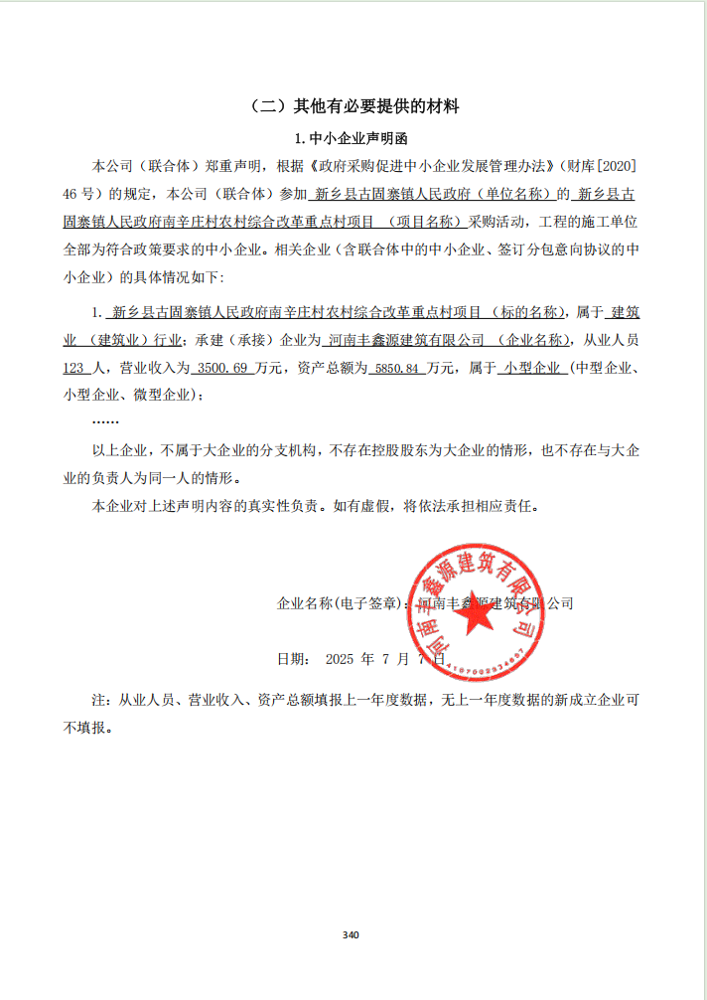 （二）其他有必要提供的材料
1.中小企业声明函
本公司（联合体）郑重声明，根据《政府采购促进中小企业发展管理办法》（财库[2020]
46 号）的规定，本公司（联合体）参加 新乡县古固寨镇人民政府（单位名称）的 新乡县古
固寨镇人民政府南辛庄村农村综合改革重点村项目 （项目名称）采购活动，工程的施工单位
全部为符合政策要求的中小企业。相关企业（含联合体中的中小企业、签订分包意向协议的中
小企业）的具体情况如下:
1. 新乡县古固寨镇人民政府南辛庄村农村综合改革重点村项目 （标的名称），属于 建筑
业 （建筑业）行业；承建（承接）企业为 河南丰鑫源建筑有限公司 （企业名称），从业人员
123 人，营业收入为 3500.69 万元，资产总额为 5850.84 万元，属于 小型企业 (中型企业、
小型企业、微型企业)；
……
以上企业，不属于大企业的分支机构，不存在控股股东为大企业的情形，也不存在与大企
业的负责人为同一人的情形。
本企业对上述声明内容的真实性负责。如有虚假，将依法承担相应责任。
企业名称(电子签章)：河南丰鑫源建筑有限公司
河南丰鑫源建筑有限公司
日期： 2025 年 7 月 7 日
注：从业人员、营业收入、资产总额填报上一年度数据，无上一年度数据的新成立企业可
不填报。
340